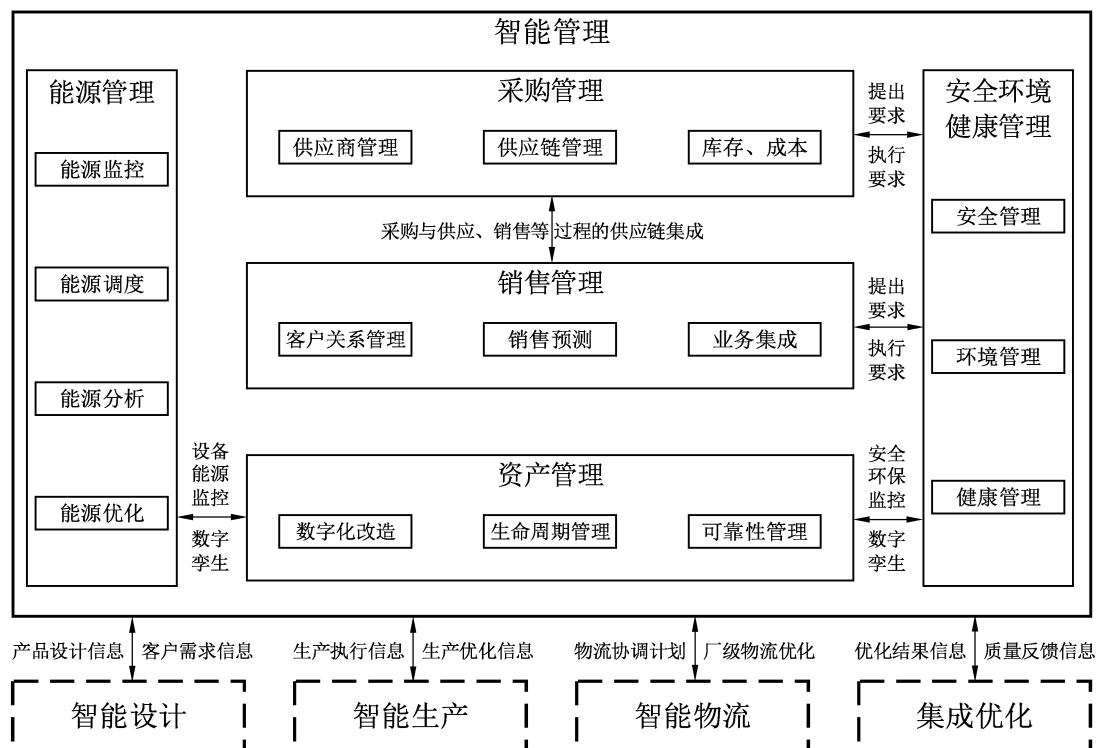 智能管理
能源管理
能源监控
能源调度
能源分析
能源优化
采购管理
供应商管理
供应链管理
库存、成本
采购与供应、销售等过程的供应链集成
销售管理
客户关系管理
销售预测
业务集成
设备
能源
监控
数字
孪生
资产管理
数字化改造
生命周期管理
可靠性管理
提出
要求
执行
要求
提出
要求
执行
要求
安全
环保
监控
数字
孪生
安全环境
健康管理
安全管理
环境管理
健康管理
产品设计信息
客户需求信息
生产执行信息
生产优化信息
物流协调计划
厂级物流优化
优化结果信息
质量反馈信息
智能设计
智能生产
智能物流
集成优化